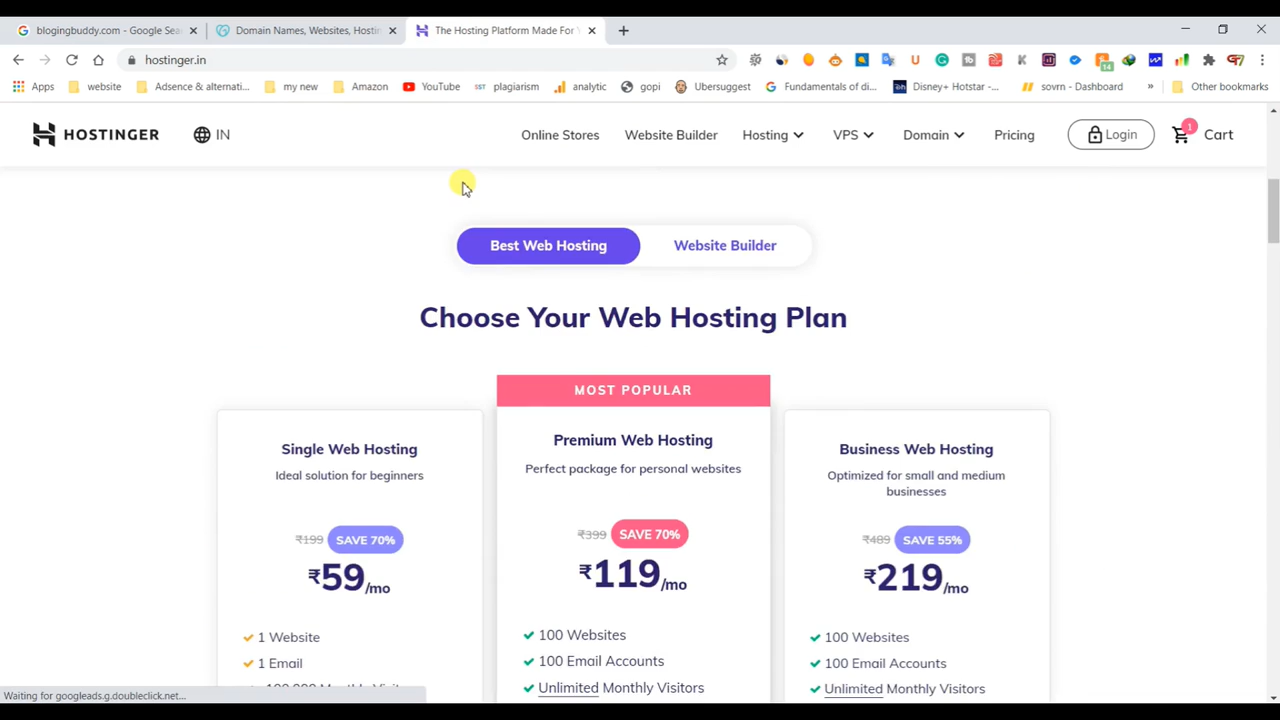 blogingbuddy.com - Google Sea
Domain Names, Websites, Hostin
The Hosting Platform Made For
hostinger.in
14
Apps
website
Adsence & alternati...
my new
Amazon
YouTube
SST plagiarism
analytic
gopi
Ubersuggest
Fundamentals of di...
Disney+ Hotstar -...
sovrn - Dashboard
»
Other bookmarks
HOSTINGER
IN
Online Stores
Website Builder
Hosting
VPS
Domain
Pricing
Login
1
Cart
Best Web Hosting
Website Builder
Choose Your Web Hosting Plan
MOST POPULAR
Single Web Hosting
Ideal solution for beginners
₹199 SAVE 70%
₹59/mo
1 Website
1 Email
Premium Web Hosting
Perfect package for personal websites
₹399 SAVE 70%
₹119/mo
100 Websites
100 Email Accounts
Unlimited Monthly Visitors
Business Web Hosting
Optimized for small and medium
businesses
₹489 SAVE 55%
₹219/mo
100 Websites
100 Email Accounts
Unlimited Monthly Visitors
Waiting for googleads.g.doubleclick.net...